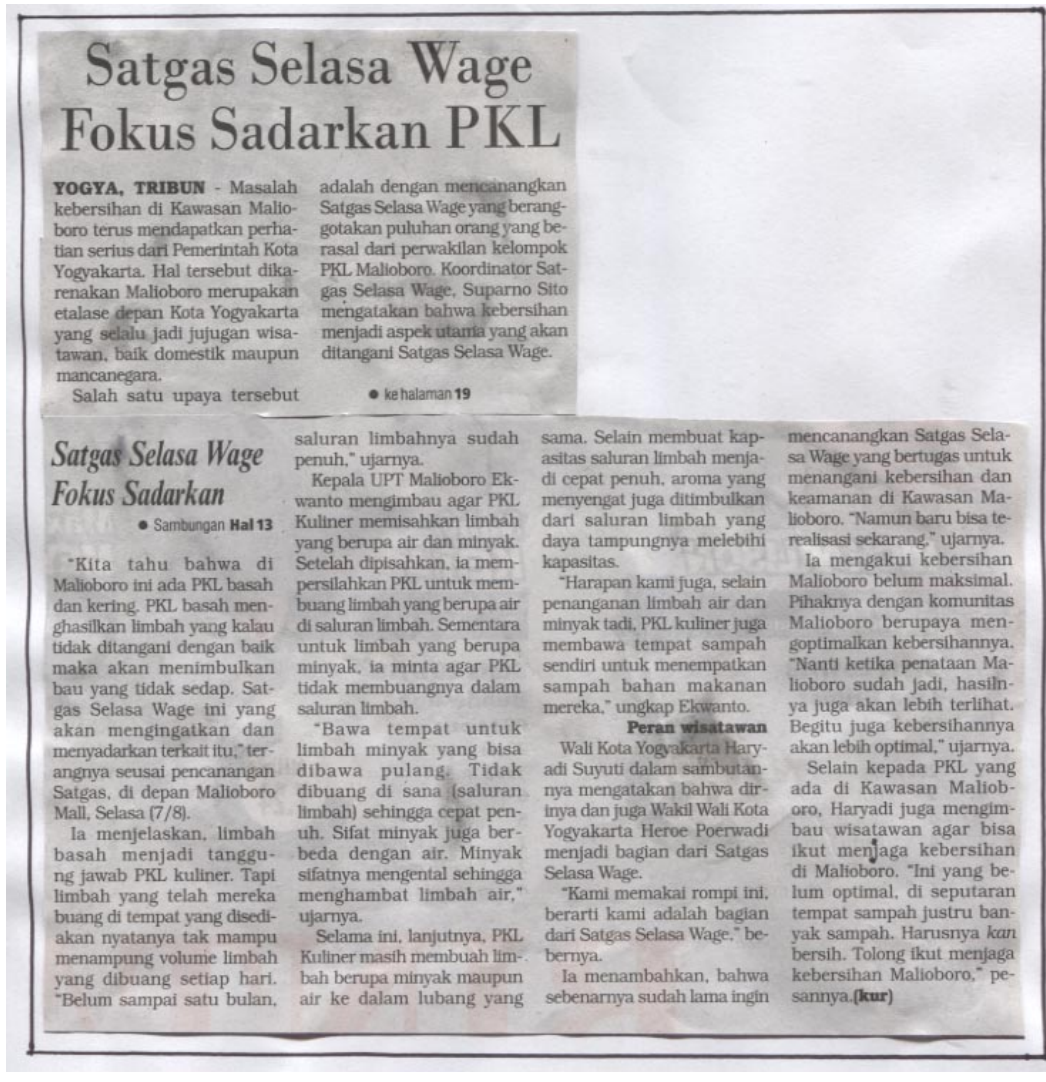 Satgas Selasa Wage
Fokus Sadarkan PKL
YOGYA, TRIBUN - Masalah
kebersihan di Kawasan Malio-
boro terus mendapatkan perha-
tian serius dari Pemerintah Kota
Yogyakarta. Hal tersebut dika-
renakan Malioboro merupakan
etalase depan Kota Yogyakarta
yang selalu jadi jujugan wisa-
tawan, baik domestik maupun
mancanegara.
Salah satu upaya tersebut
adalah dengan mencanangkan
Satgas Selasa Wage yang berang-
gotakan puluhan orang yang be-
rasal dari perwakilan kelompok
PKL Malioboro. Koordinator Sat-
gas Selasa Wage, Suparno Sito
mengatakan bahwa kebersihan
menjadi aspek utama yang akan
ditangani Satgas Selasa Wage.
● ke halaman 19
Satgas Selasa Wage
Fokus Sadarkan
● Sambungan Hal 13
"Kita tahu bahwa di
Malioboro ini ada PKL basah
dan kering. PKL basah men-
ghasilkan limbah yang kalau
tidak ditangani dengan baik
maka akan menimbulkan
bau yang tidak sedap. Sat-
gas Selasa Wage ini yang
akan mengingatkan dan
menyadarkan terkait itu," ter-
angnya seusai pencanangan
Satgas, di depan Malioboro
Mall, Selasa (7/8).
Ia menjelaskan, limbah
basah menjadi tanggu-
ng jawab PKL kuliner. Tapi
limbah yang telah mereka
buang di tempat yang disedi-
akan nyatanya tak mampu
menampung volume limbah
yang dibuang setiap hari.
"Belum sampai satu bulan,
saluran limbahnya sudah
penuh," ujarnya.
Kepala UPT Malioboro Ek-
wanto mengimbau agar PKL
Kuliner memisahkan limbah
yang berupa air dan minyak.
Setelah dipisahkan, ia mem-
persilahkan PKL untuk mem-
buang limbah yang berupa air
di saluran limbah. Sementara
untuk limbah yang berupa
minyak, ia minta agar PKL
tidak membuangnya dalam
saluran limbah.
"Bawa tempat untuk
limbah minyak yang bisa
dibawa pulang. Tidak
dibuang di sana (saluran
limbah) sehingga cepat pen-
uh. Sifat minyak juga ber-
beda dengan air. Minyak
sifatnya mengental sehingga
menghambat limbah air,"
ujarnya.
Selama ini, lanjutnya, PKL
Kuliner masih membuah lim-
bah berupa minyak maupun
air ke dalam lubang yang
sama. Selain membuat kap-
asitas saluran limbah menja-
di cepat penuh, aroma yang
menyengat juga ditimbulkan
dari saluran limbah yang
daya tampungnya melebihi
kapasitas.
"Harapan kami juga, selain
penanganan limbah air dan
minyak tadi, PKL kuliner juga
membawa tempat sampah
sendiri untuk menempatkan
sampah bahan makanan
mereka," ungkap Ekwanto.
Peran wisatawan
Wali Kota Yogyakarta Hary-
adi Suyuti dalam sambutan-
nya mengatakan bahwa dir-
inya dan juga Wakil Wali Kota
Yogyakarta Heroe Poerwadi
menjadi bagian dari Satgas
Selasa Wage.
"Kami memakai rompi ini,
berarti kami adalah bagian
dari Satgas Selasa Wage," be-
bernya.
Ia menambahkan, bahwa
sebenarnya sudah lama ingin
mencanangkan Satgas Sela-
sa Wage yang bertugas untuk
menangani kebersihan dan
keamanan di Kawasan Ma-
lioboro. "Namun baru bisa te-
realisasi sekarang," ujarnya.
Ia mengakui kebersihan
Malioboro belum maksimal.
Pihaknya dengan komunitas
Malioboro berupaya men-
goptimalkan kebersihannya.
"Nanti ketika penataan Ma-
lioboro sudah jadi, hasiln-
ya juga akan lebih terlihat.
Begitu juga kebersihannya
akan lebih optimal," ujarnya.
Selain kepada PKL yang
ada di Kawasan Maliob-
oro, Haryadi juga mengim-
bau wisatawan agar bisa
ikut menjaga kebersihan
di Malioboro. "Ini yang be-
lum optimal, di seputaran
tempat sampah justru ban-
yak sampah. Harusnya kan
bersih. Tolong ikut menjaga
kebersihan Malioboro," pe-
sannya.(kur)